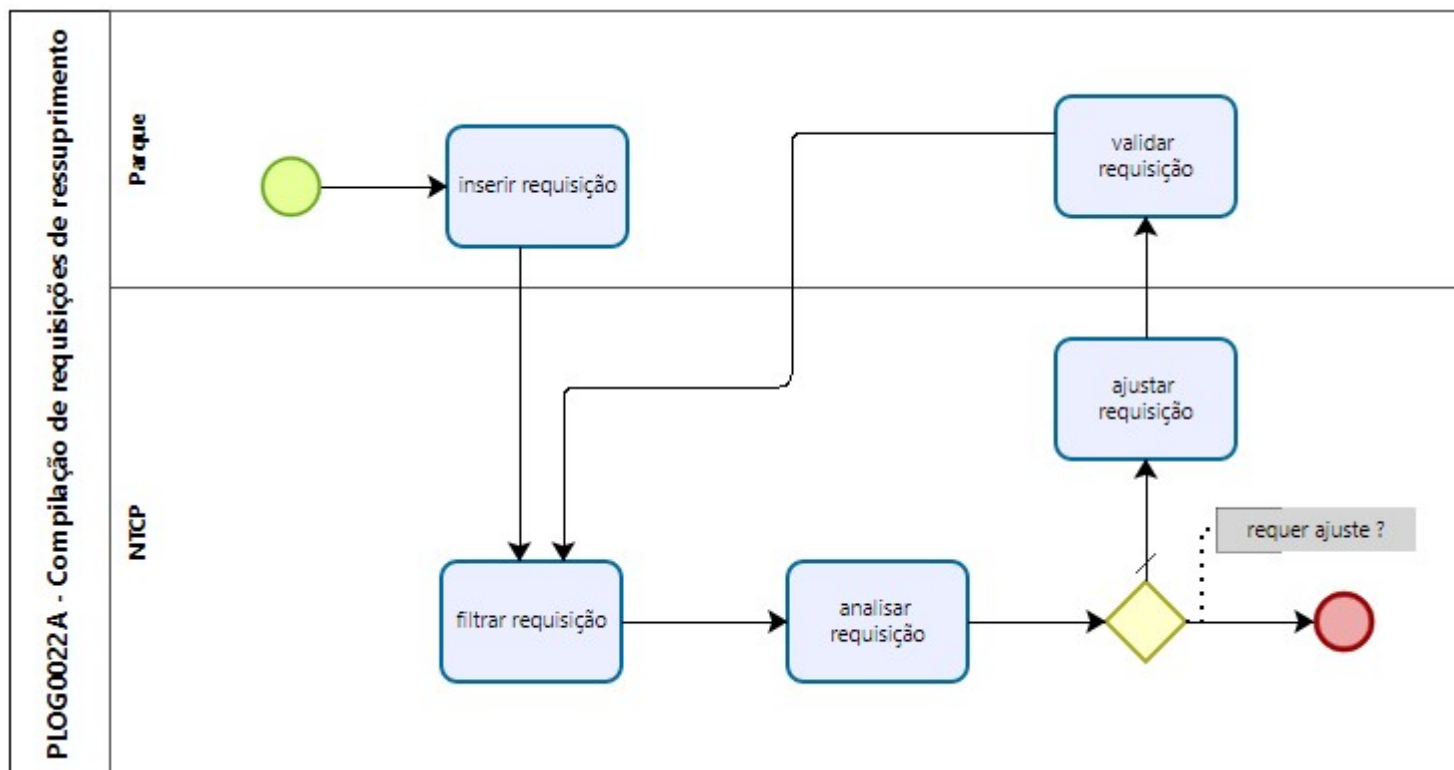 PLOG0022A - Compilação de requisições de ressuprimento
Parque
inserir requisição
validar
requisição
NTCP
ajustar
requisição
requer ajuste ?
filtrar requisição
analisar
requisição